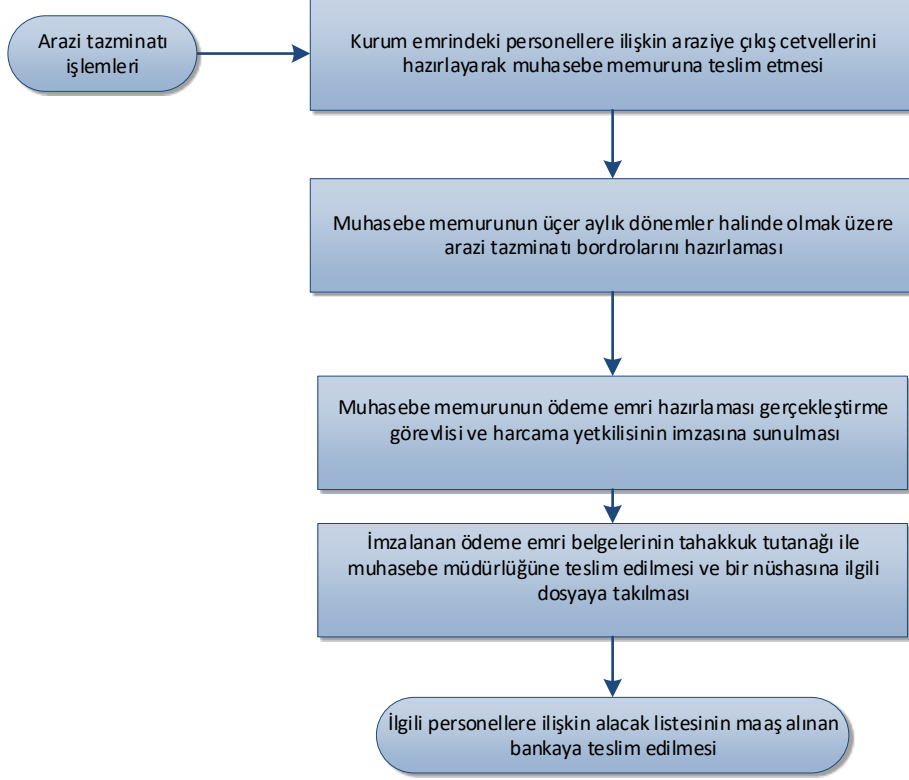 Arazi tazminatı
işlemleri
Kurum emrindeki personellere ilişkin araziye çıkış cetvellerini
hazırlayarak muhasebe memuruna teslim etmesi
Muhasebe memurunun üçer aylık dönemler halinde olmak üzere
arazi tazminatı bordrolarını hazırlaması
Muhasebe memurunun ödeme emri hazırlaması gerçekleştirme
görevlisi ve harcama yetkilisinin imzasına sunulması
İmzalanan ödeme emri belgelerinin tahakkuk tutanağı ile
muhasebe müdürlüğüne teslim edilmesi ve bir nüshasına ilgili
dosyaya takılması
İlgili personellere ilişkin alacak listesinin maaş alınan
bankaya teslim edilmesi